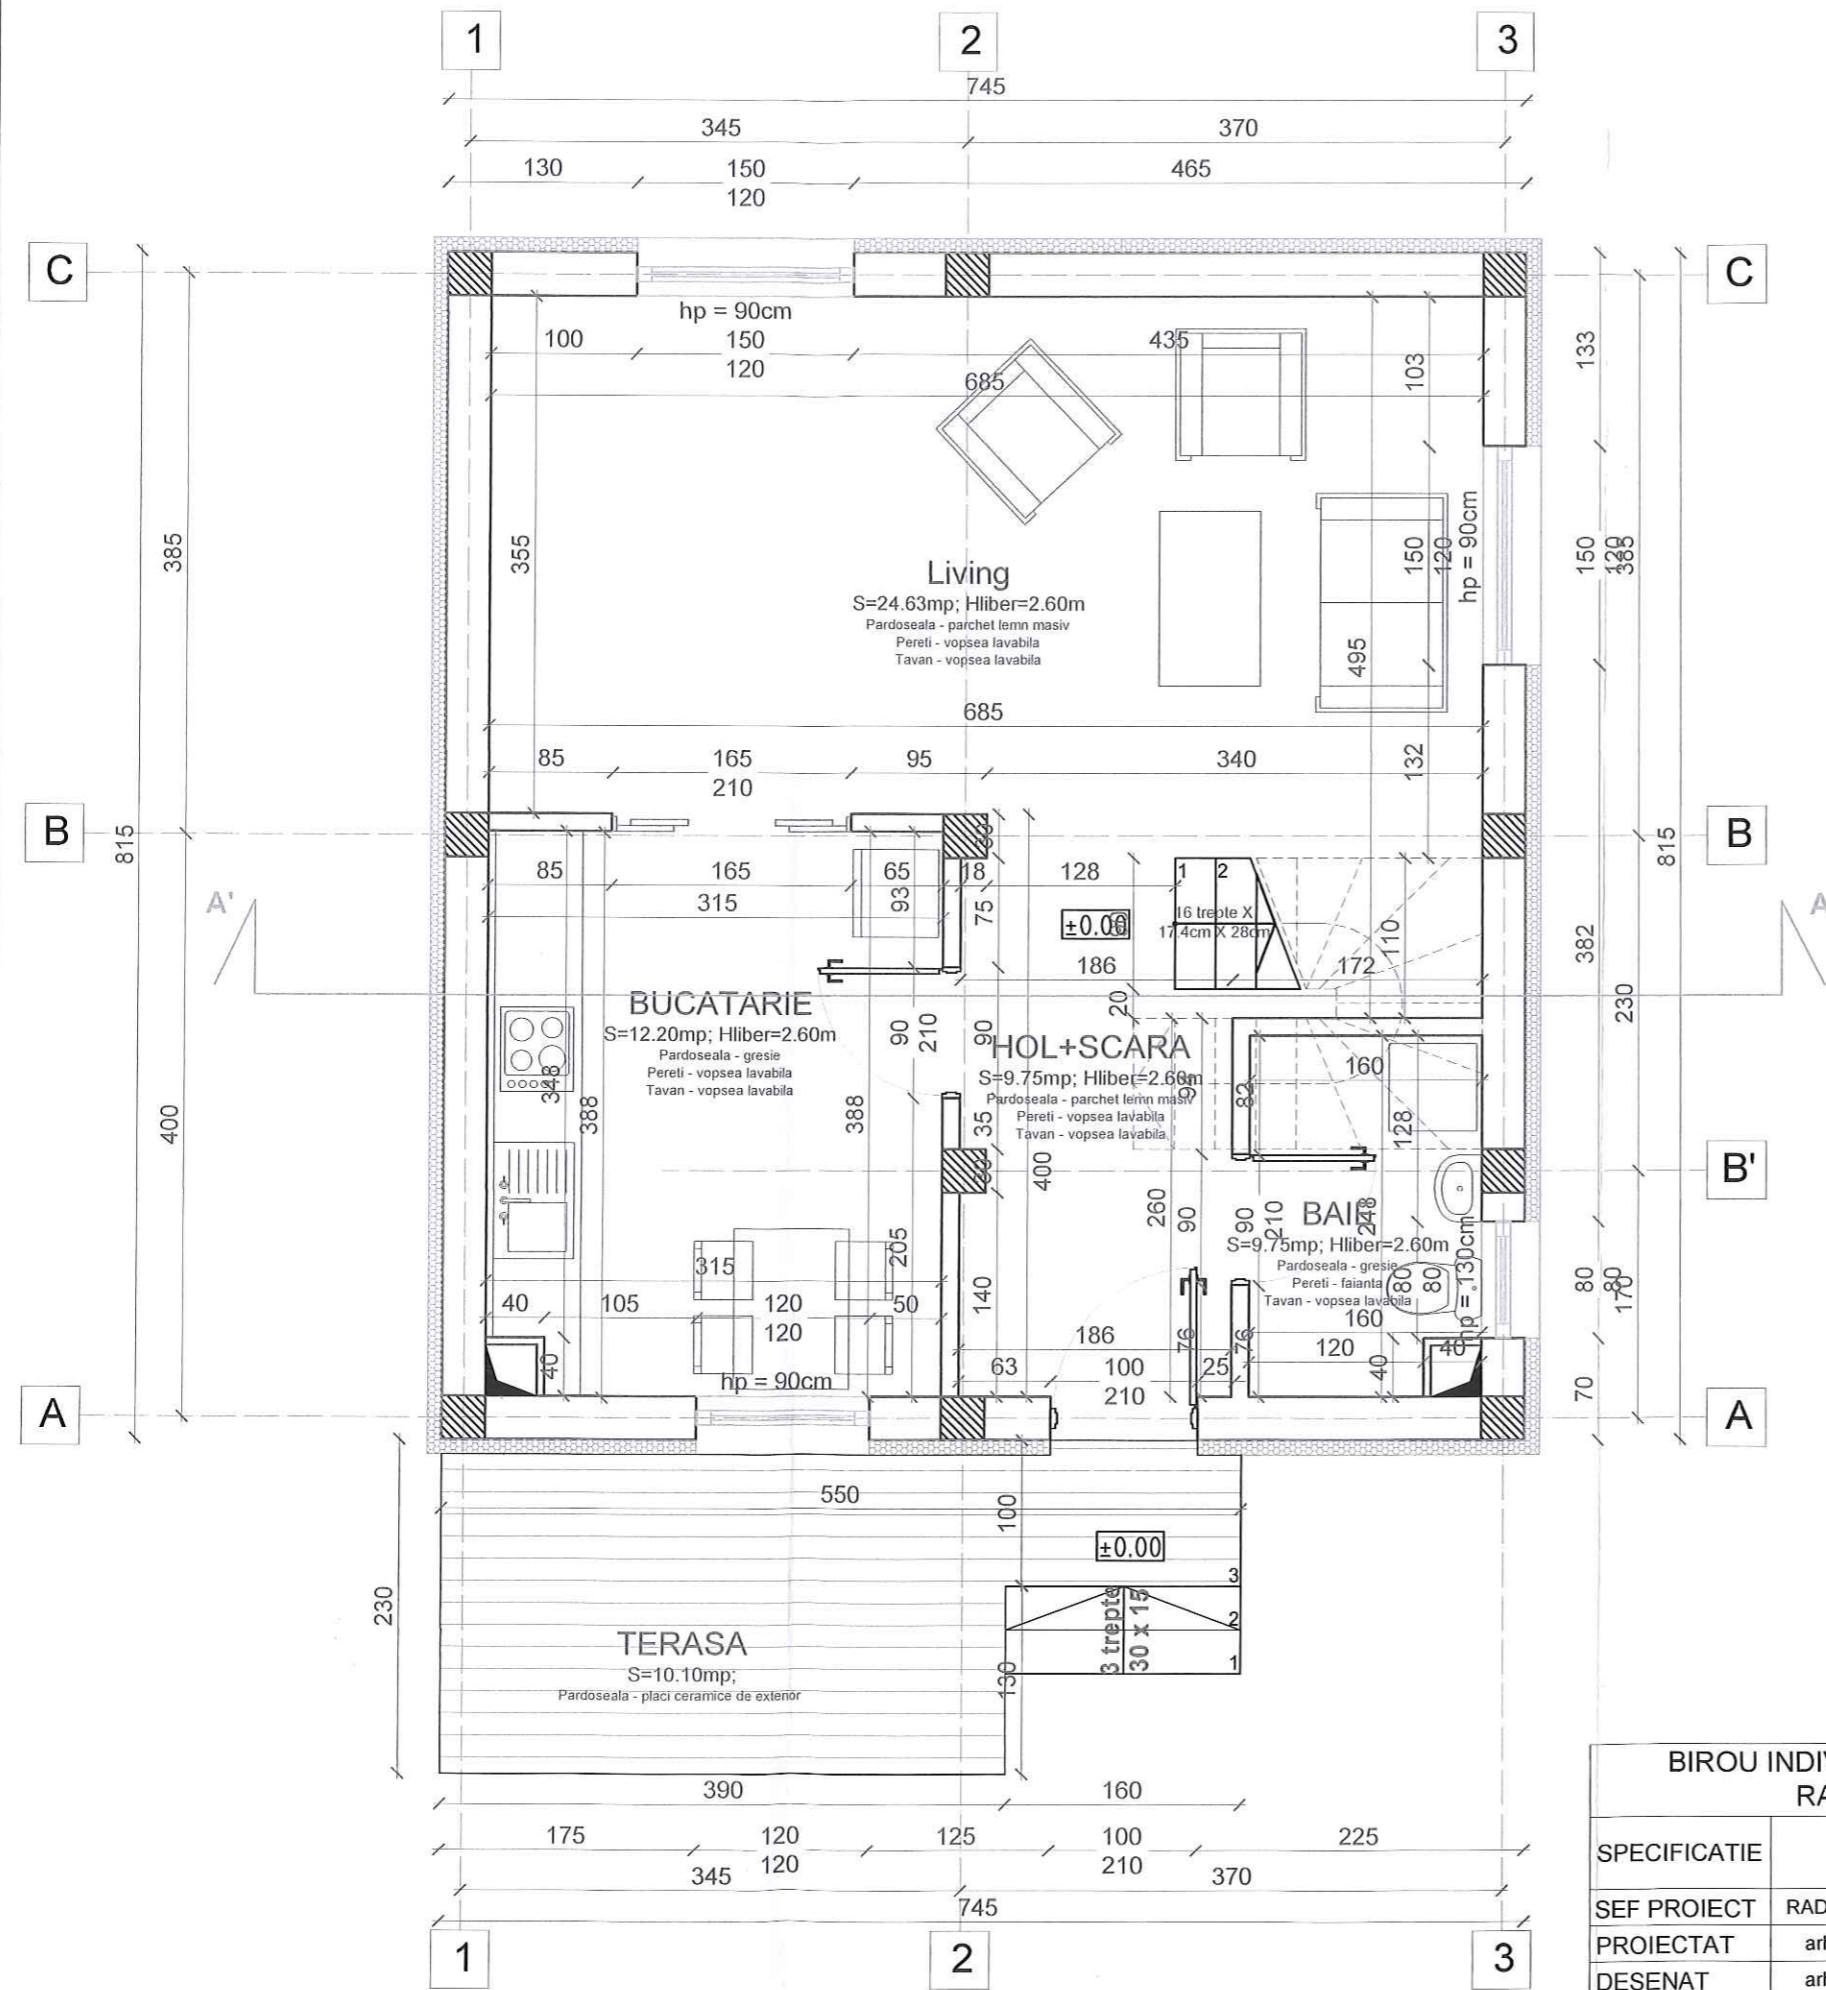 1
2
3
745
345
370
130
150
465
120
C
C
hp = 90cm
100
150
435
120
685
103
133
385
355
150
120
hp = 90cm
150
120
385
Living
S=24.63mp; Hliber=2.60m
Pardoseala - parchet lemn masiv
Pereti - vopsea lavabila
Tavan - vopsea lavabila
495
685
85
165
95
340
132
210
B
B
815
815
85
165
65
18
128
1
2
315
93
75
A'
±0.00
16 trepte X
17.4cm X 28cm
110
382
186
172
20
230
BUCATARIE
S=12.20mp; Hliber=2.60m
Pardoseala - gresie
Pereti - vopsea lavabila
Tavan - vopsea lavabila
90
210
90
HOL+SCARA
S=9.75mp; Hliber=2.60m
Pardoseala - parchet lemn masiv
Pereti - vopsea lavabila
Tavan - vopsea lavabila
160
82
348
388
388
35
128
400
400
B'
260
90
90
210
248
BAIE
S=9.75mp; Hliber=2.60m
Pardoseala - gresie
Pereti - faianta
Tavan - vopsea lavabila
hp = 130cm
80
80
80
80
170
315
205
140
40
105
120
50
120
160
186
76
76
120
40
63
100
25
210
40
40
70
hp = 90cm
A
A
550
100
±0.00
230
3
2
1
3 trepte
30 x 15
130
TERASA
S=10.10mp;
Pardoseala - placi ceramice de exterior
390
160
175
120
125
100
225
120
210
345
370
745
1
2
3
BIROU INDIV
RA
SPECIFICATIE
SEF PROIECT RAD
PROIECTAT
DESENAT